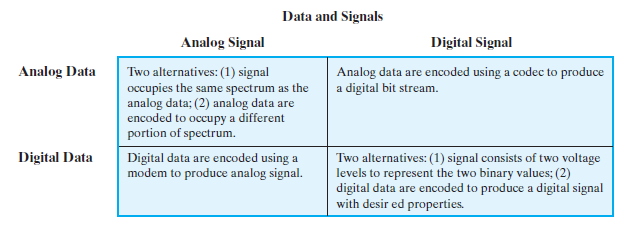 Data and Signals
Analog Signal
Digital Signal
Analog Data
Two alternatives: (1) signal
occupies the same spectrum as the
analog data; (2) analog data are
encoded to occupy a different
portion of spectrum.
Analog data are encoded using a codec to produce
a digital bit stream.
Digital Data
Digital data are encoded using a
modem to produce analog signal.
Two alternatives: (1) signal consists of two voltage
levels to represent the two binary values; (2)
digital data are encoded to produce a digital signal
with desir ed properties.